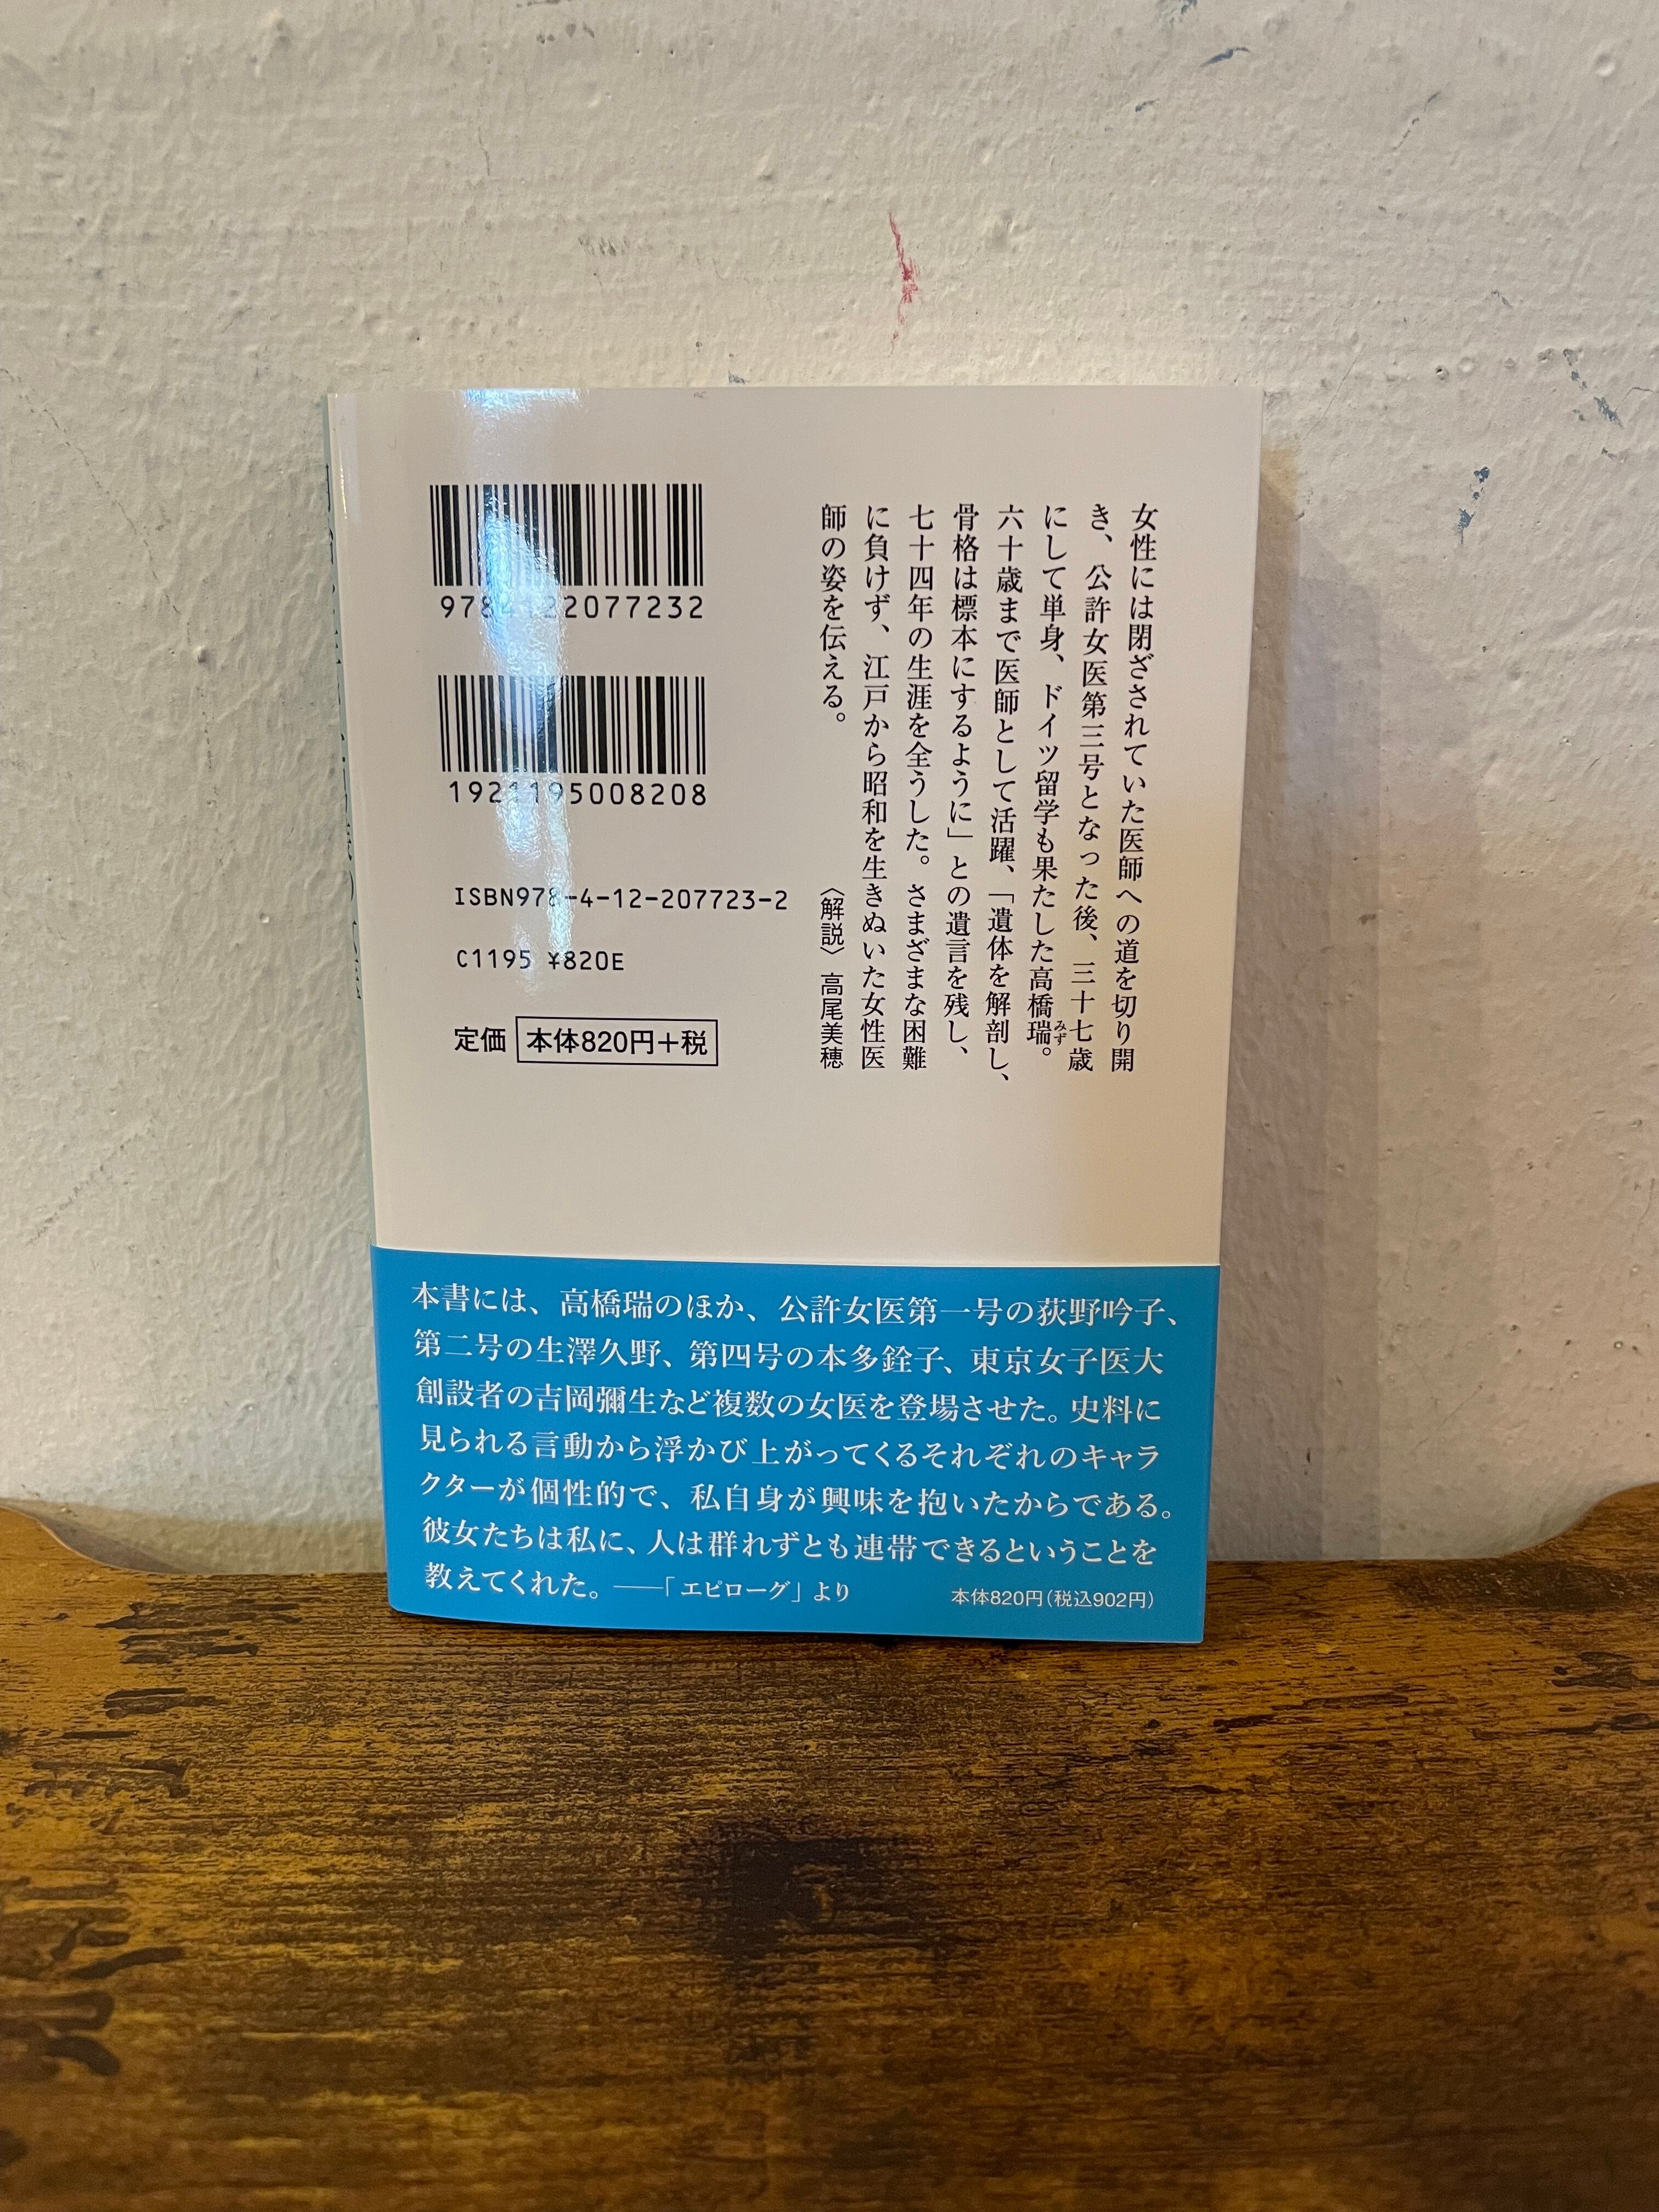 女性には閉ざされていた医師への道を切り開
き、公許女医第三号となった後、三十七歳
にして単身、ドイツ留学も果たした高橋瑞。
みず
六十歳まで医師として活躍、「遺体を解剖し、
骨格は標本にするように」との遺言を残し、
七十四年の生涯を全うした。さまざまな困難
に負けず、江戸から昭和を生きぬいた女性医
師の姿を伝える。
〈解説〉高尾美穂
9784122077232
1921195008208
ISBN978-4-12-207723-2
C1195 ¥820E
定価 本体820円+税
本書には、高橋瑞のほか、公許女医第一号の荻野吟子、
第二号の生澤久野、第四号の本多銓子、東京女子医大
創設者の吉岡彌生など複数の女医を登場させた。史料に
見られる言動から浮かび上がってくるそれぞれのキャラ
クターが個性的で、私自身が興味を抱いたからである。
彼女たちは私に、人は群れずとも連帯できるということを
教えてくれた。──「エピローグ」より
本体820円(税込902円)